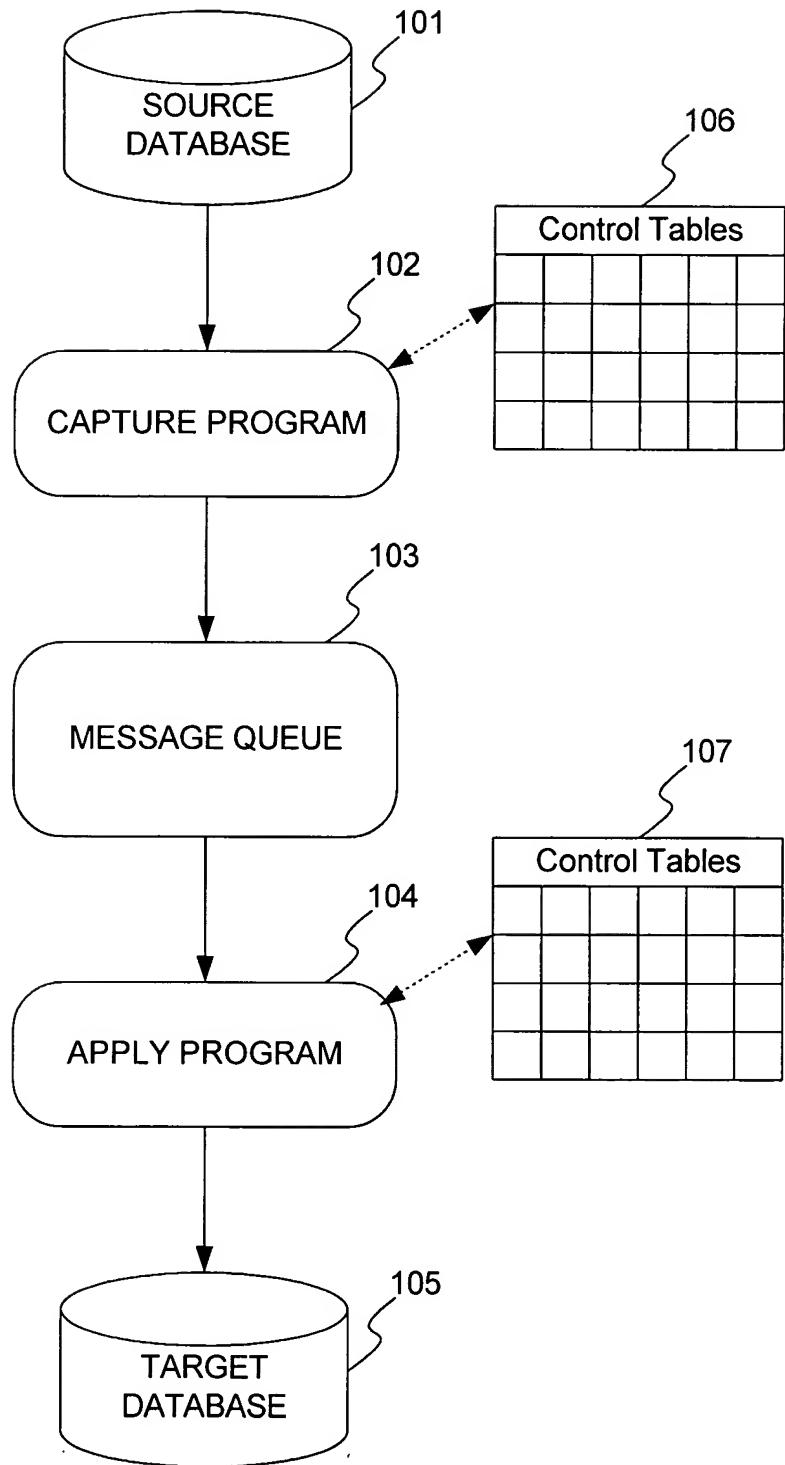 101
SOURCE
DATABASE
106
Control Tables
102
CAPTURE PROGRAM
103
MESSAGE QUEUE
107
Control Tables
104
APPLY PROGRAM
105
TARGET
DATABASE